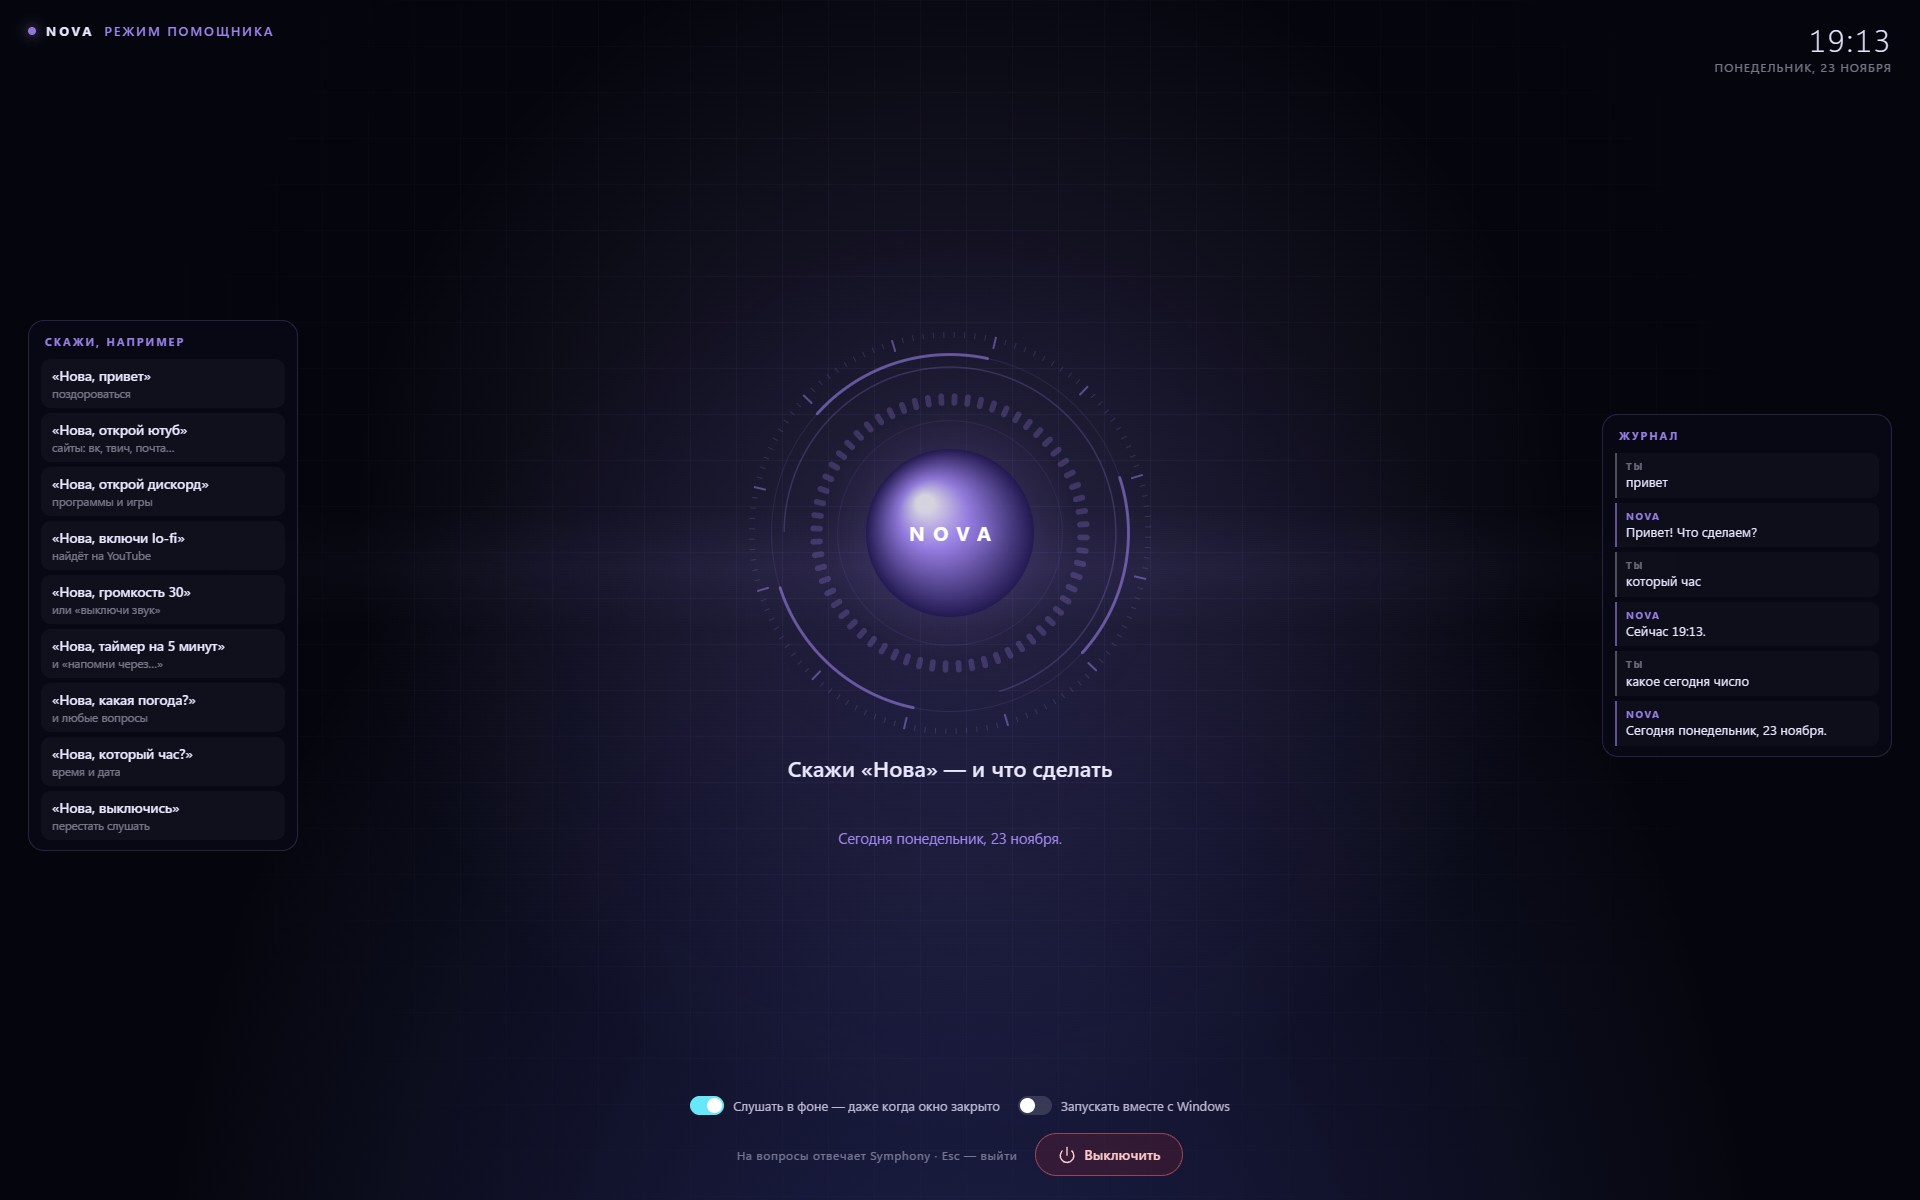 NOVA РЕЖИМ ПОМОЩНИКА
19:13
ПОНЕДЕЛЬНИК, 23 НОЯБРЯ
СКАЖИ, НАПРИМЕР
«Нова, привет»
поздороваться
«Нова, открой ютуб»
сайты: вк, твич, почта...
«Нова, открой дискорд»
программы и игры
«Нова, включи lo-fi»
найдёт на YouTube
«Нова, громкость 30»
или «выключи звук»
«Нова, таймер на 5 минут»
и «напомни через...»
«Нова, какая погода?»
и любые вопросы
«Нова, который час?»
время и дата
«Нова, выключись»
перестать слушать
NOVA
Скажи «Нова» — и что сделать
Сегодня понедельник, 23 ноября.
ЖУРНАЛ
ТЫ
привет
NOVA
Привет! Что сделаем?
ТЫ
который час
NOVA
Сейчас 19:13.
ТЫ
какое сегодня число
NOVA
Сегодня понедельник, 23 ноября.
Слушать в фоне — даже когда окно закрыто
Запускать вместе с Windows
На вопросы отвечает Symphony · Esc — выйти
Выключить